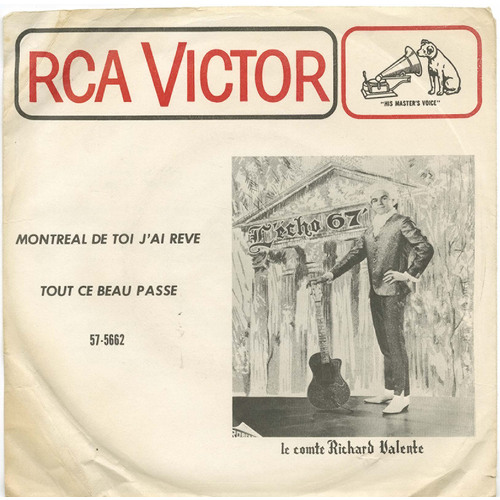 RCA VICTOR
"HIS MASTER'S VOICE"
L'echo 67'
MONTREAL DE TOI J'AI REVE
TOUT CE BEAU PASSE
57-5662
le comte Richard Valente